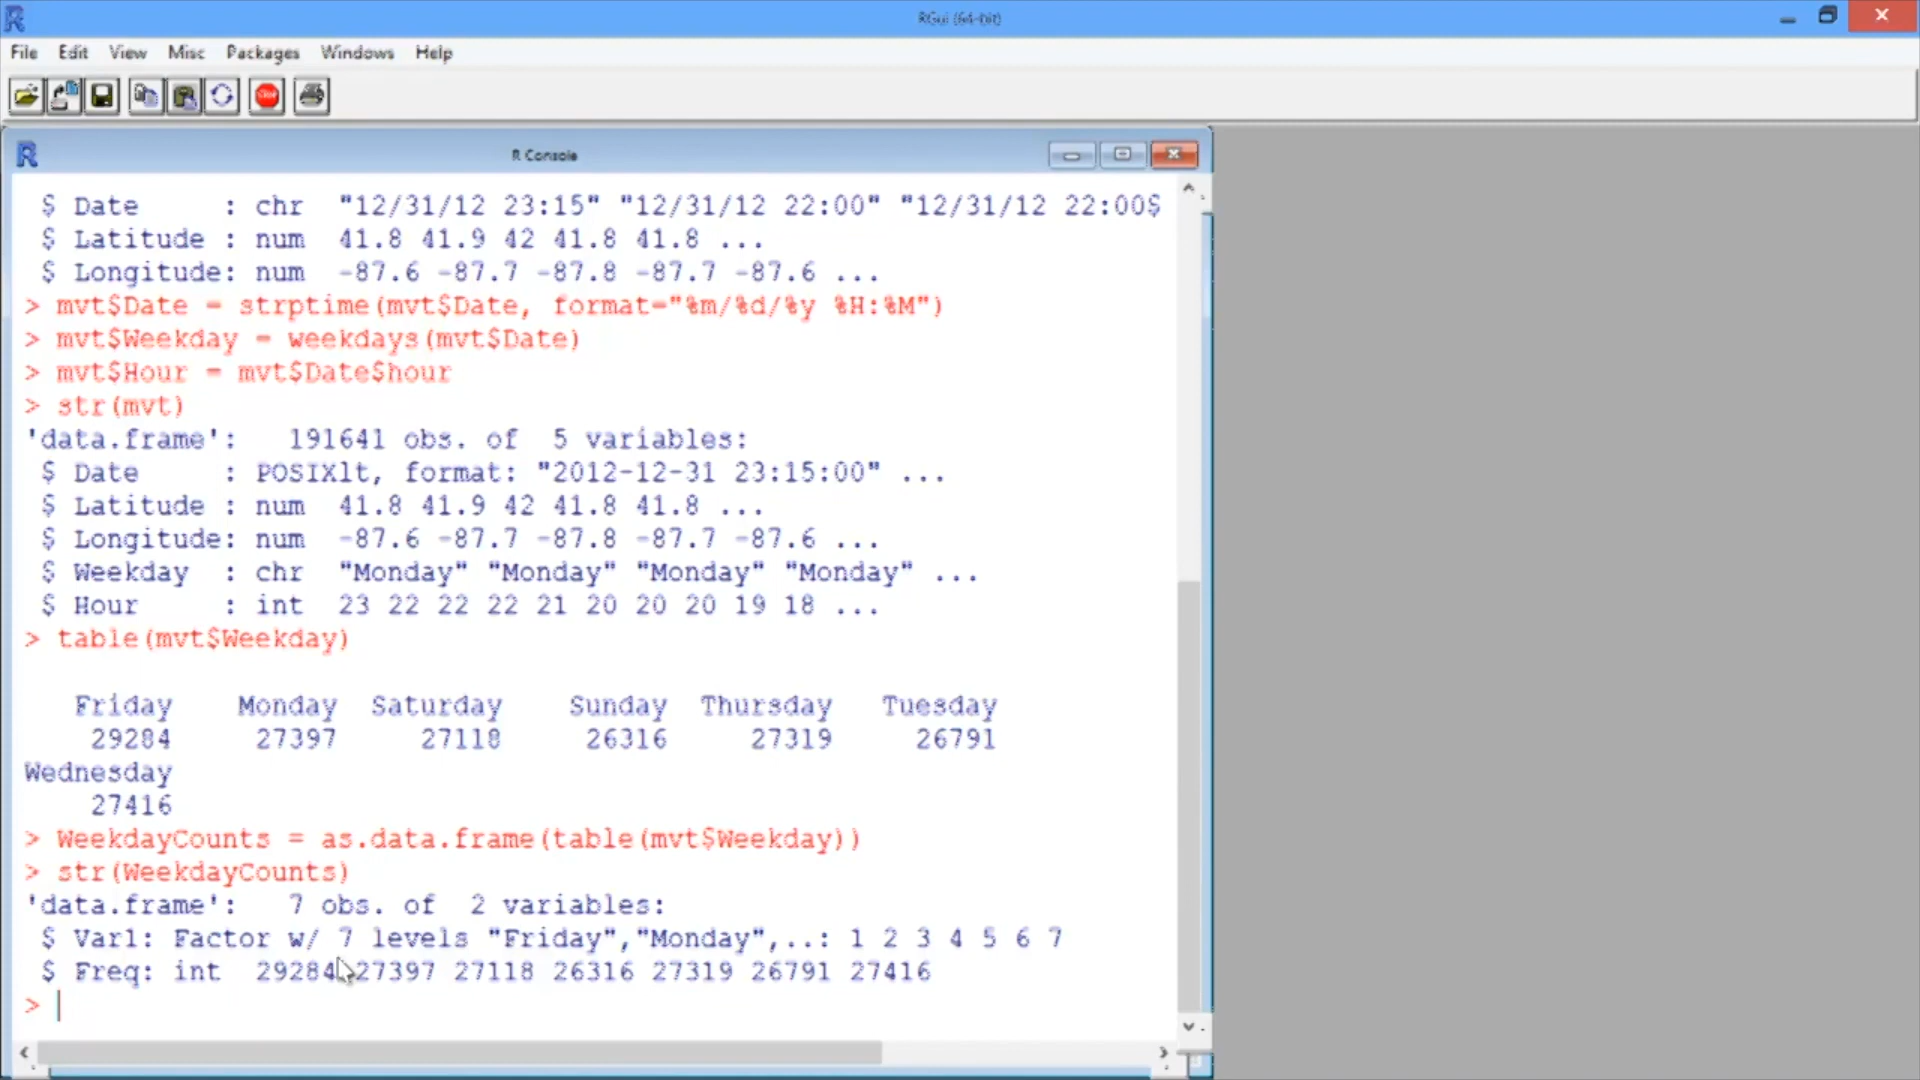 RGui (64-bit)
File Edit View Misc Packages Windows Help
STOP
R Console
$ Date     : chr  "12/31/12 23:15" "12/31/12 22:00" "12/31/12 22:00$
$ Latitude : num  41.8 41.9 42 41.8 41.8 ...
$ Longitude: num  -87.6 -87.7 -87.8 -87.7 -87.6 ...
> mvt$Date = strptime(mvt$Date, format="%m/%d/%y %H:%M")
> mvt$Weekday = weekdays(mvt$Date)
> mvt$Hour = mvt$Date$hour
> str(mvt)
'data.frame':   191641 obs. of  5 variables:
$ Date     : POSIXlt, format: "2012-12-31 23:15:00" ...
$ Latitude : num  41.8 41.9 42 41.8 41.8 ...
$ Longitude: num  -87.6 -87.7 -87.8 -87.7 -87.6 ...
$ Weekday  : chr  "Monday" "Monday" "Monday" "Monday" ...
$ Hour     : int  23 22 22 22 21 20 20 20 19 18 ...
> table(mvt$Weekday)
Friday    Monday  Saturday    Sunday  Thursday   Tuesday
29284     27397     27118     26316     27319     26791
Wednesday
27416
> WeekdayCounts = as.data.frame(table(mvt$Weekday))
> str(WeekdayCounts)
'data.frame':   7 obs. of  2 variables:
$ Var1: Factor w/ 7 levels "Friday","Monday",..: 1 2 3 4 5 6 7
$ Freq: int  29284 27397 27118 26316 27319 26791 27416
>